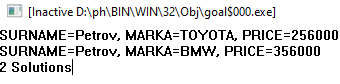 [Inactive D:\ph\BIN\WIN\32\Obj\goal$000.exe]
SURNAME=Petrov, MARKA=TOYOTA, PRICE=256000
SURNAME=Petrov, MARKA=BMW, PRICE=356000
2 Solutions